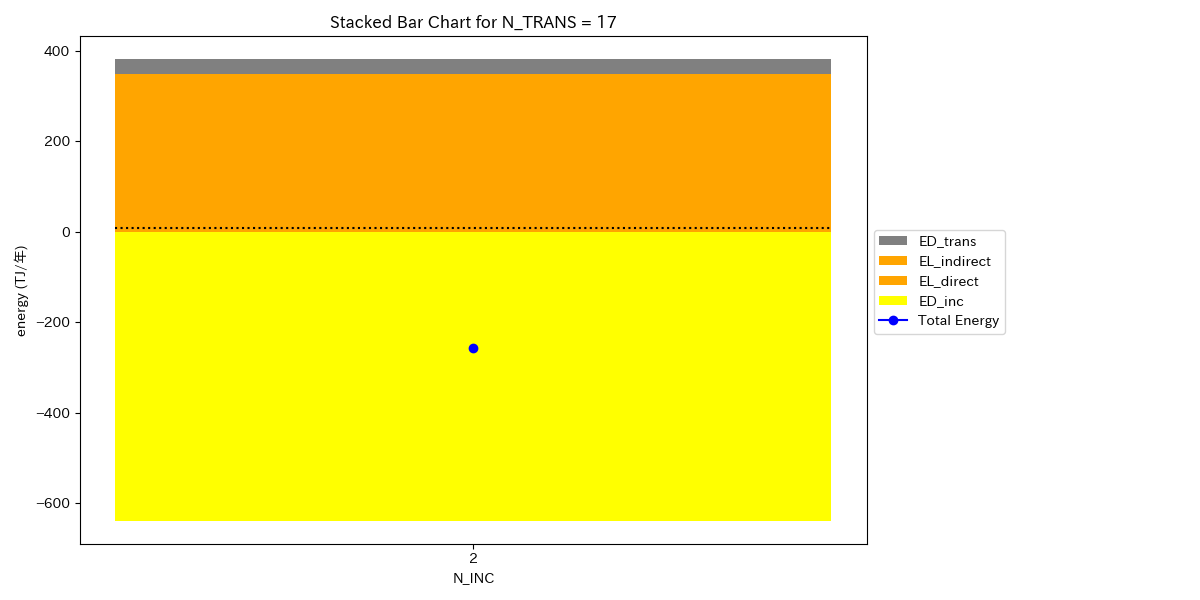 Stacked Bar Chart for N_TRANS = 17
energy (TJ/年)
400
200
0
−200
−400
−600
2
N_INC
ED_trans
EL_indirect
EL_direct
ED_inc
Total Energy